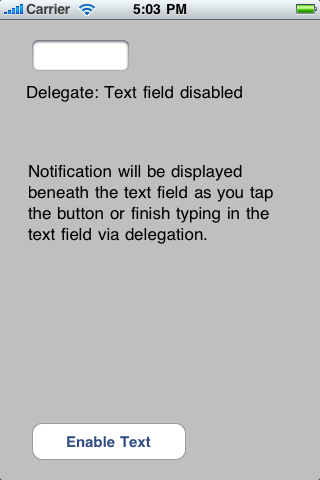 Carrier 5:03 PM
Delegate: Text field disabled
Notification will be displayed
beneath the text field as you tap
the button or finish typing in the
text field via delegation.
Enable Text